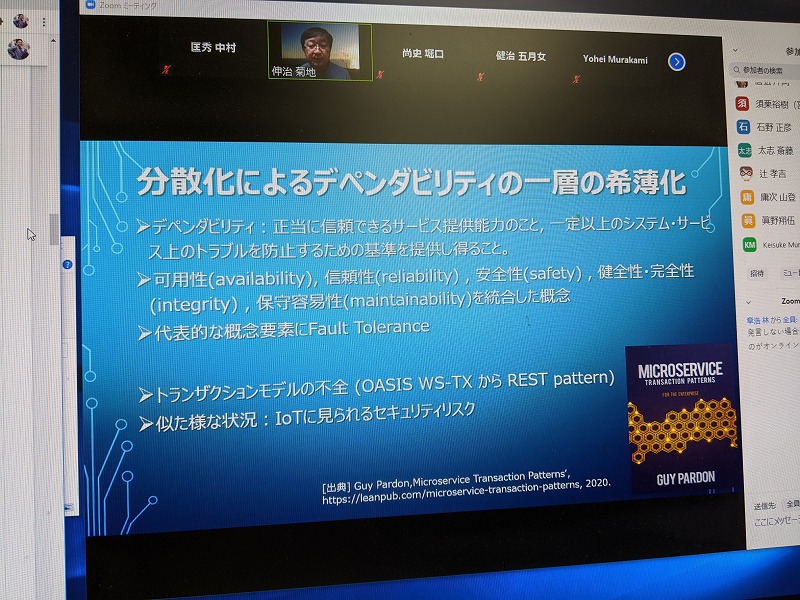 Zoom ミーティング
匡秀 中村
伸治 菊地
尚史 堀口
健治 五月女
Yohei Murakami
分散化によるデペンダビリティの一層の希薄化
➢デペンダビリティ : 正当に信頼できるサービス提供能力のこと, 一定以上のシステム・サービ
ス上のトラブルを防止するための基準を提供し得ること。
➢可用性(availability), 信頼性(reliability) , 安全性(safety) , 健全性・完全性
(integrity) , 保守容易性(maintainability)を統合した概念
➢代表的な概念要素にFault Tolerance
➢トランザクションモデルの不全 (OASIS WS-TX から REST pattern)
➢似た様な状況 : IoTに見られるセキュリティリスク
[出典] Guy Pardon,Microservice Transaction Patterns',
https://leanpub.com/microservice-transaction-patterns, 2020.
MICROSERVICE
TRANSACTION PATTERNS
FOR THE ENTERPRISE
GUY PARDON
参加
参加者の検索
須 須菓裕樹
石 石野 正彦
太志 太志 斎藤
辻 孝吉
庸 庸次 山登
眞 眞野翔伍
KM Keisuke Mur
招待
ミュー
Zoom
から 全員:
発言しない場合
のがオンライン
送信先: 全員
ここにメッセー